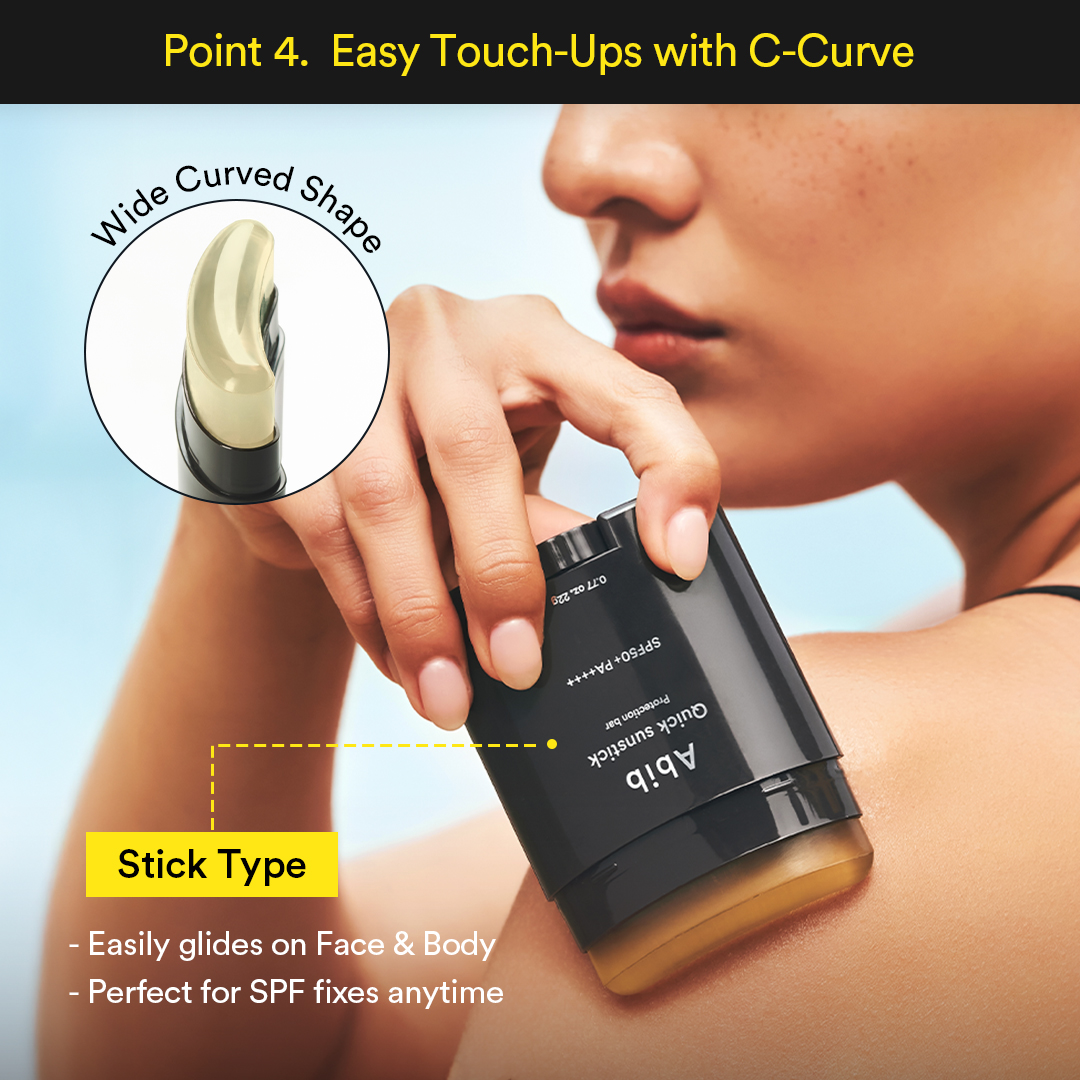 Point 4. Easy Touch-Ups with C-Curve
Wide Curved Shape
0.77 oz. 22g
SPF50+ PA++++
Protection bar
Quick sunstick
Abib
Stick Type
- Easily glides on Face & Body
- Perfect for SPF fixes anytime